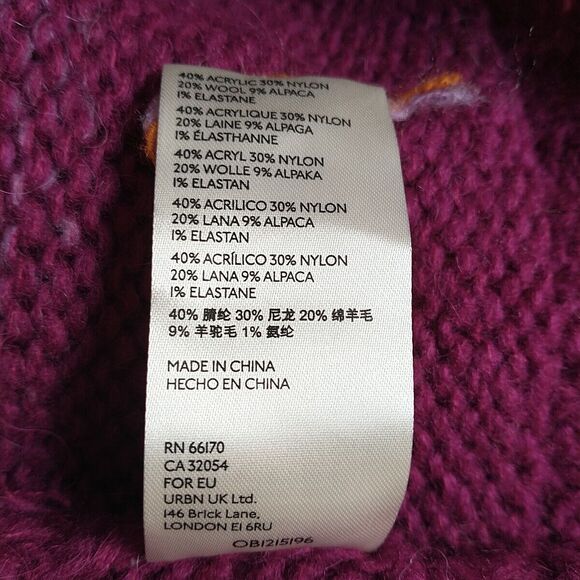 40% ACRYLIC 30% NYLON
20% WOOL 9% ALPACA
1% ELASTANE
40% ACRYLIQUE 30% NYLON
20% LAINE 9% ALPAGA
1% ÉLASTHANNE
40% ACRYL 30% NYLON
20% WOLLE 9% ALPAKA
1% ELASTAN
40% ACRILICO 30% NYLON
20% LANA 9% ALPACA
1% ELASTAN
40% ACRÍLICO 30% NYLON
20% LANA 9% ALPACA
1% ELASTANE
40% 腈纶 30% 尼龙 20% 绵羊毛
9% 羊驼毛 1% 氨纶
MADE IN CHINA
HECHO EN CHINA
RN 66170
CA 32054
FOR EU
URBN UK Ltd.
146 Brick Lane,
LONDON E1 6RU
OB1215196